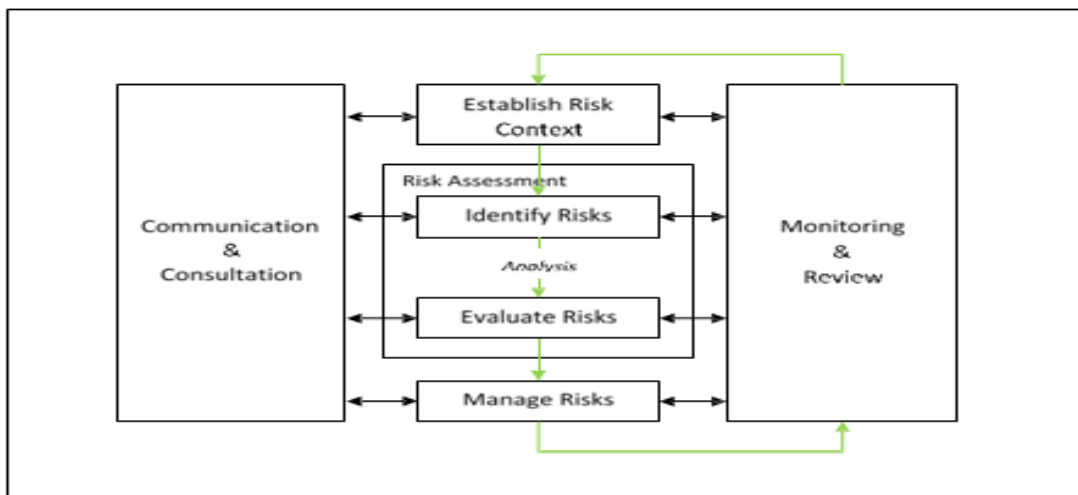 Establish Risk
Context
Risk Assessment
Identify Risks
Communication
&
Consultation
Monitoring
&
Review
Analysis
Evaluate Risks
Manage Risks